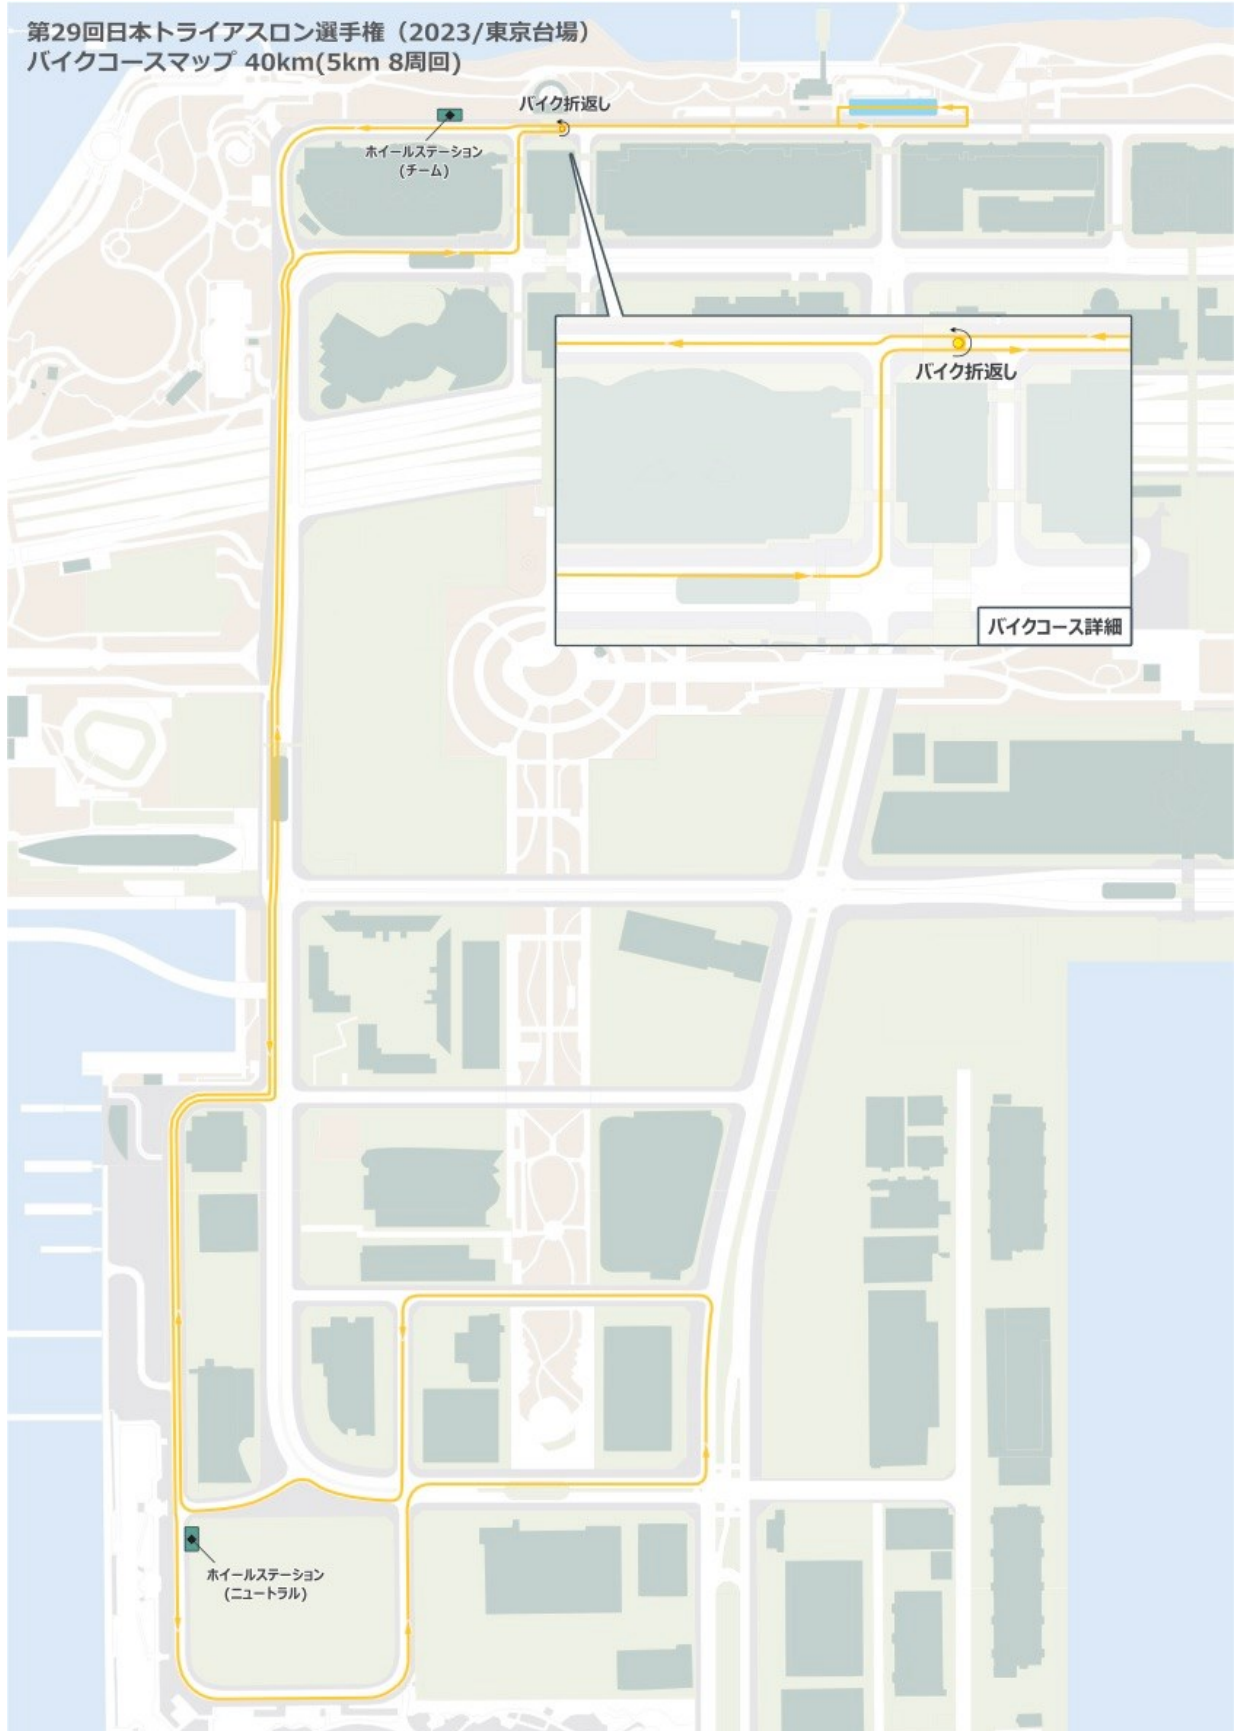 第29回日本トライアスロン選手権（2023/東京台場）
バイクコースマップ 40km(5km 8周回)
バイク折返し
ホイールステーション
(チーム)
バイク折返し
バイクコース詳細
ホイールステーション
(ニュートラル)